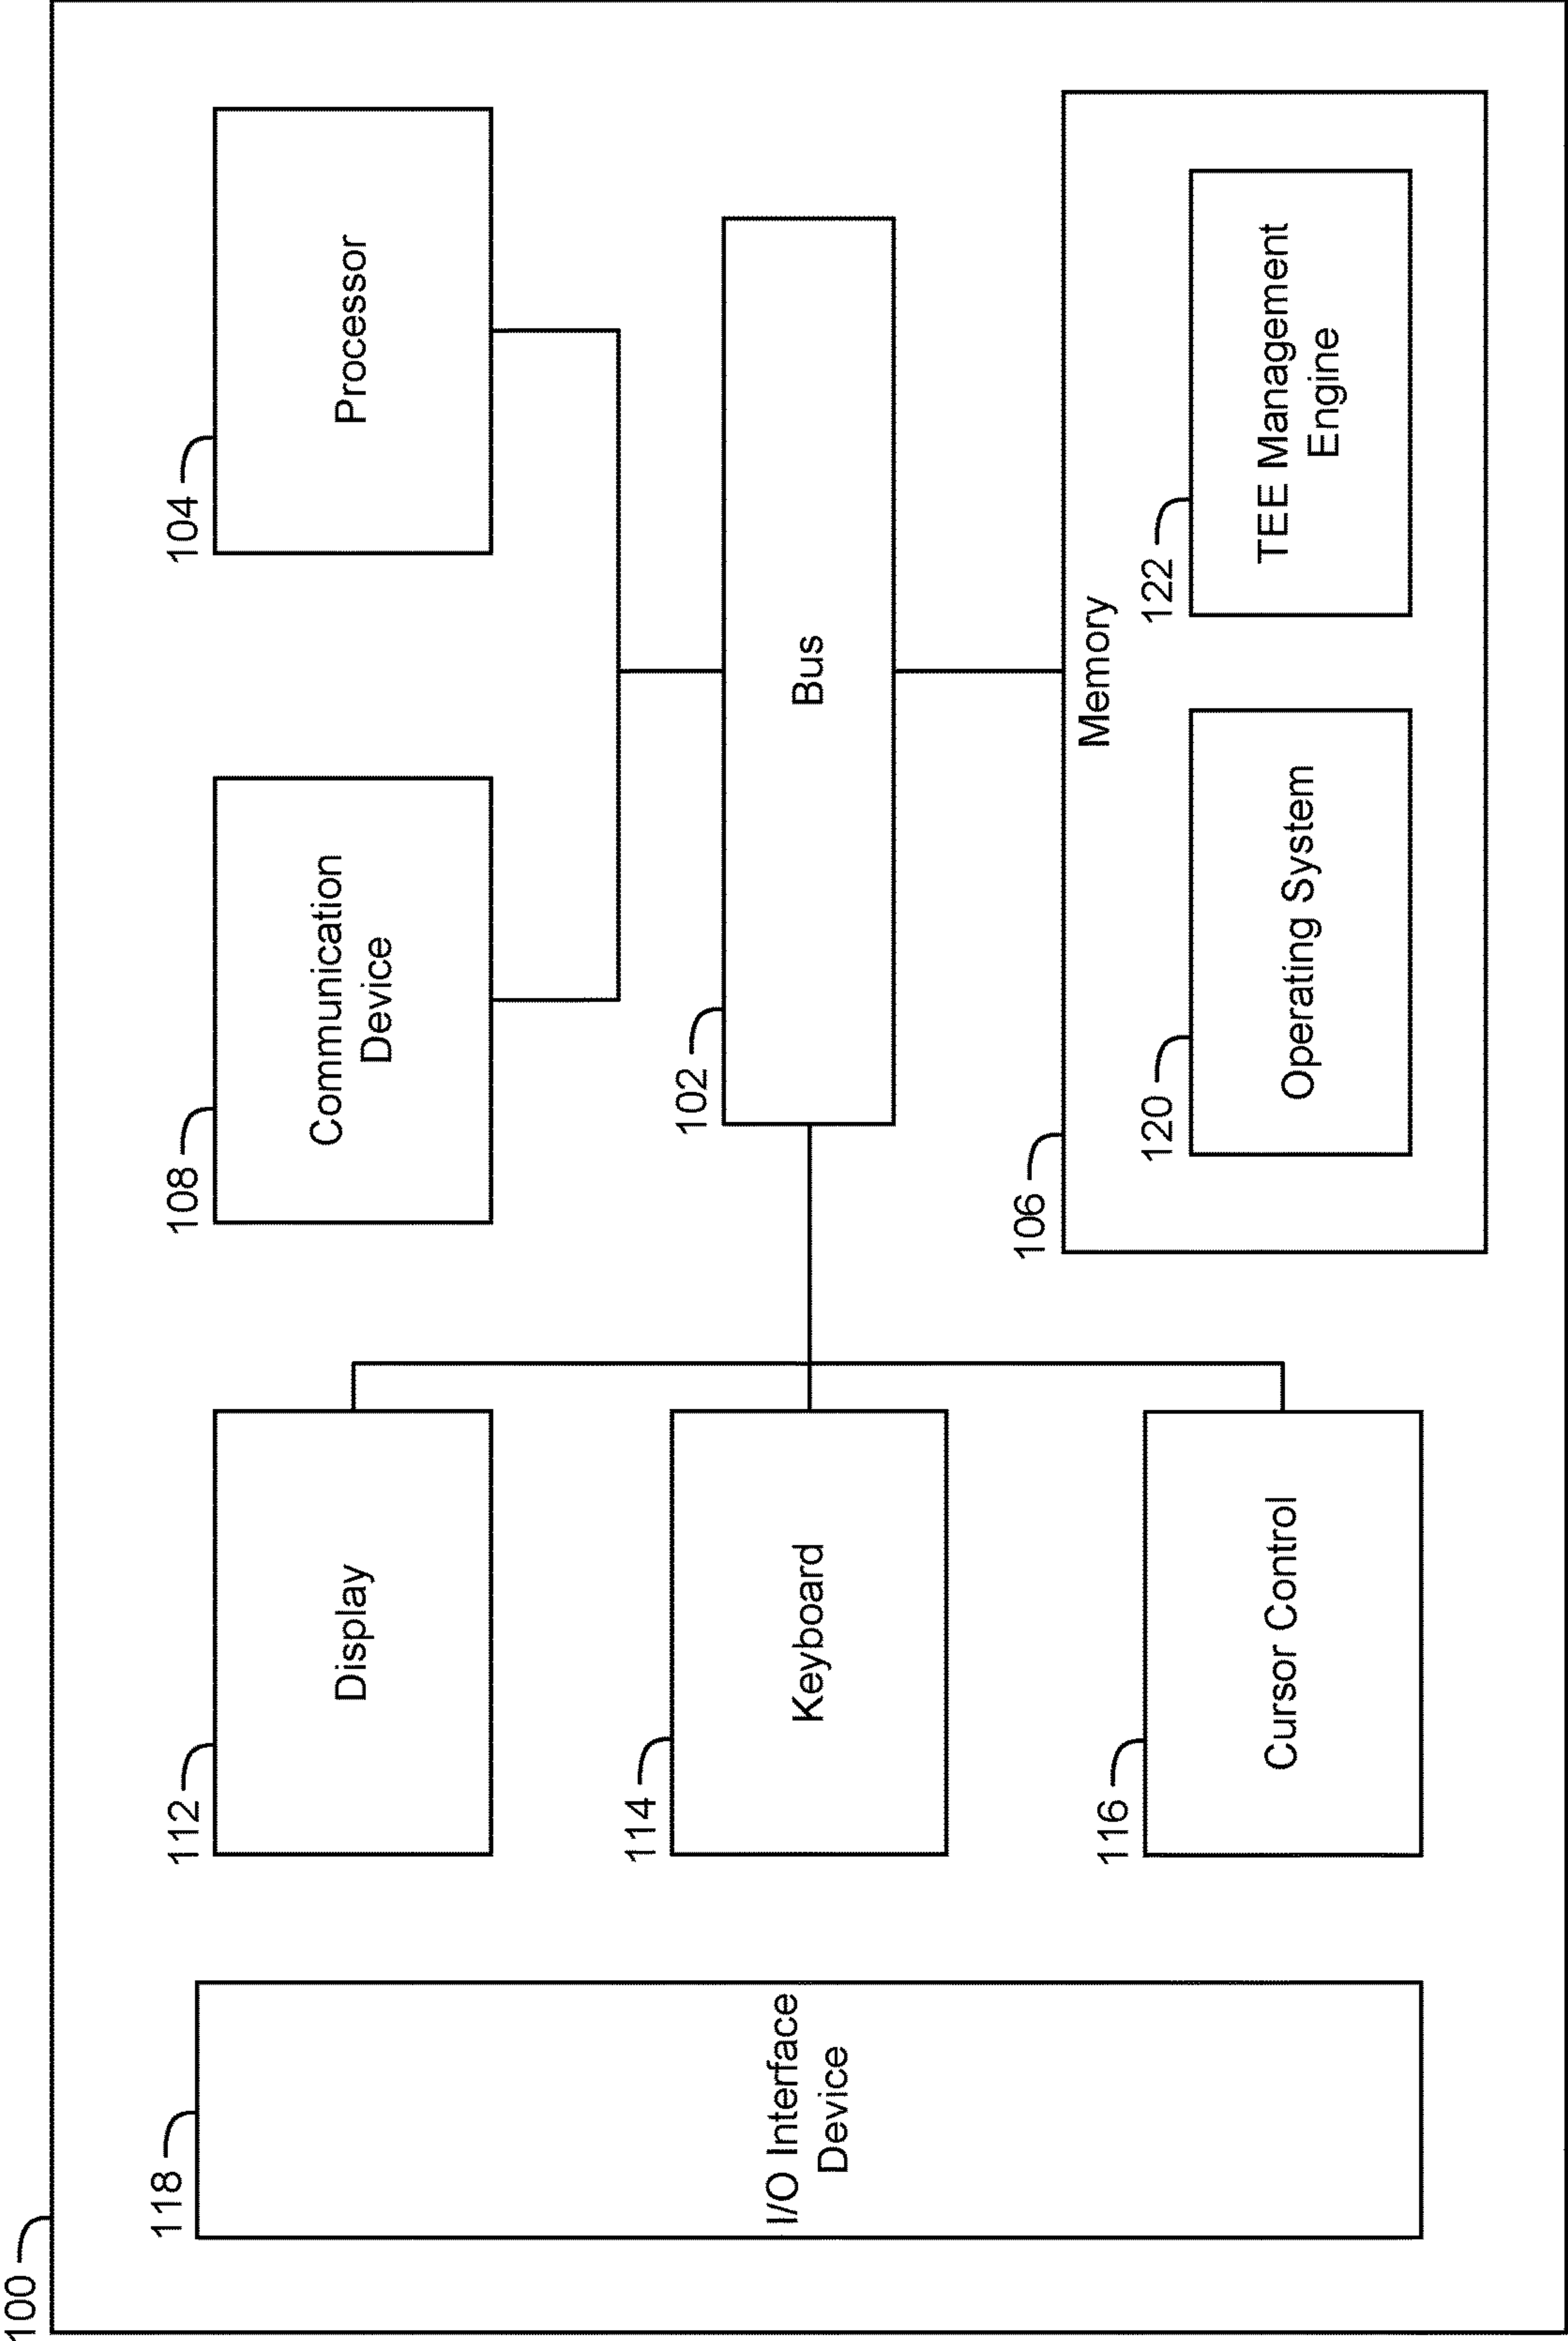 100
118
I/O Interface
Device
112
Display
114
Keyboard
116
Cursor Control
108
Communication
Device
104
Processor
102
Bus
106
Memory
120
Operating System
122
TEE Management
Engine